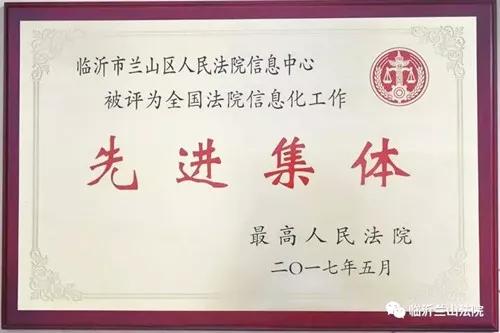 临沂市兰山区人民法院信息中心
被评为全国法院信息化工作
先进集体
最高人民法院
二〇一七年五月
临沂兰山法院